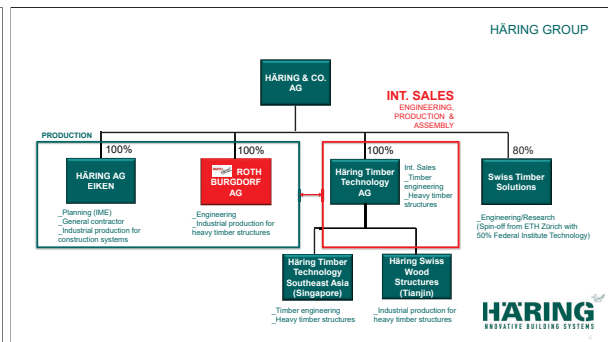 HÄRING GROUP
HÄRING & CO.
AG
INT. SALES
ENGINEERING,
PRODUCTION &
ASSEMBLY
PRODUCTION
100%
100%
100%
80%
HÄRING AG
EIKEN
ROTH
BURGDORF
AG
Häring Timber
Technology
AG
Int. Sales
_Timber
engineering
_Heavy timber
structures
Swiss Timber
Solutions
_Planning (IME)
_General contractor
_Industrial production for
construction systems
_Engineering
_Industrial production for
heavy timber structures
_Engineering/Research
(Spin-off from ETH Zürich with
50% Federal Institute Technology)
Häring Timber
Technology
Southeast Asia
(Singapore)
Häring Swiss
Wood
Structures
(Tianjin)
_Timber engineering
_Heavy timber structures
_Industrial production for
heavy timber structures
HÄRING
INNOVATIVE BUILDING SYSTEMS